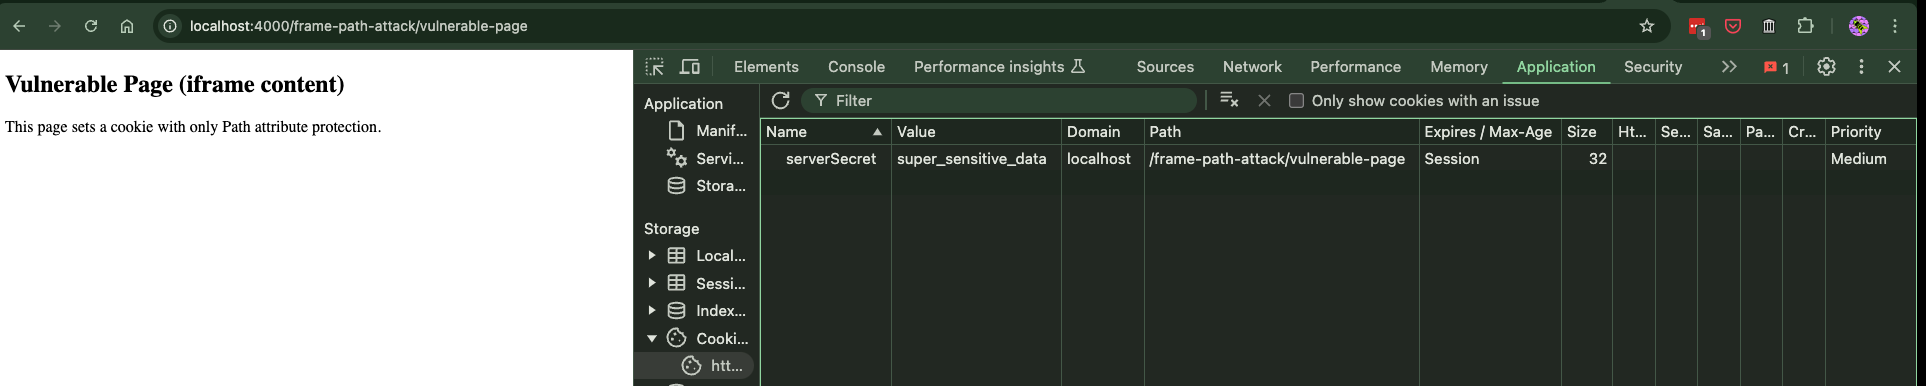 localhost:4000/frame-path-attack/vulnerable-page
1
Vulnerable Page (iframe content)
This page sets a cookie with only Path attribute protection.
Elements Console Performance insights Sources Network Performance Memory Application Security 1
Application
Manif...
Servi...
Stora...
Storage
Local...
Sessi...
Index...
Cooki...
htt...
Filter Only show cookies with an issue
Name Value Domain Path Expires / Max-Age Size Ht... Se... Sa... Pa... Cr... Priority
serverSecret super_sensitive_data localhost /frame-path-attack/vulnerable-page Session 32 Medium